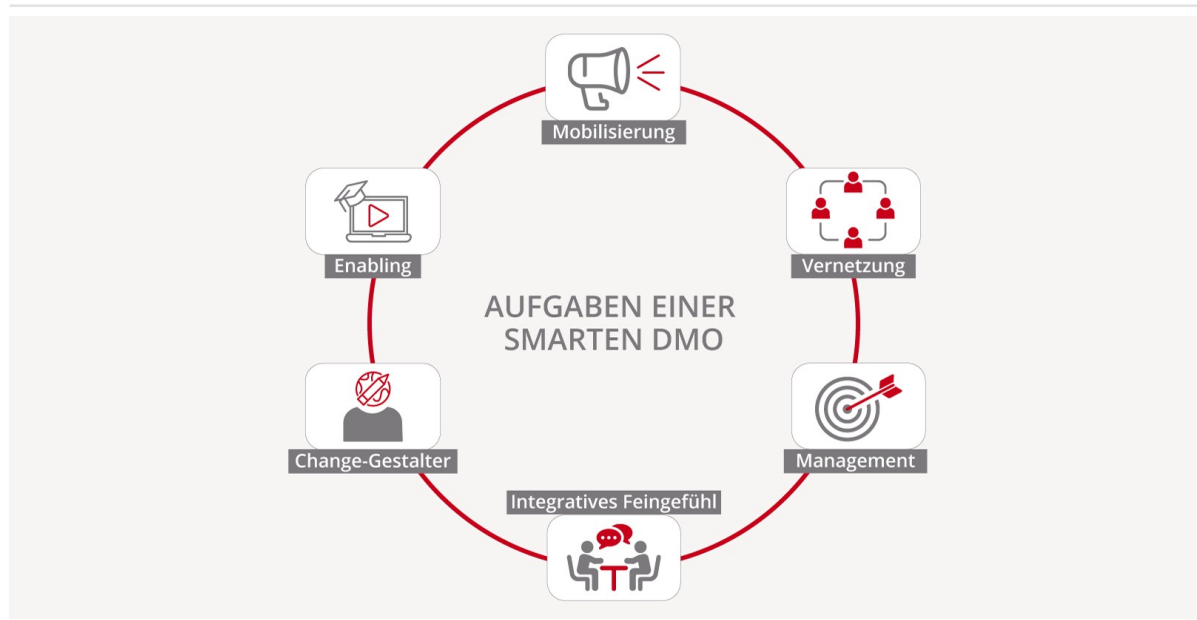 Mobilisierung
Enabling
Vernetzung
AUFGABEN EINER
SMARTEN DMO
Change-Gestalter
Management
Integratives Feingefühl